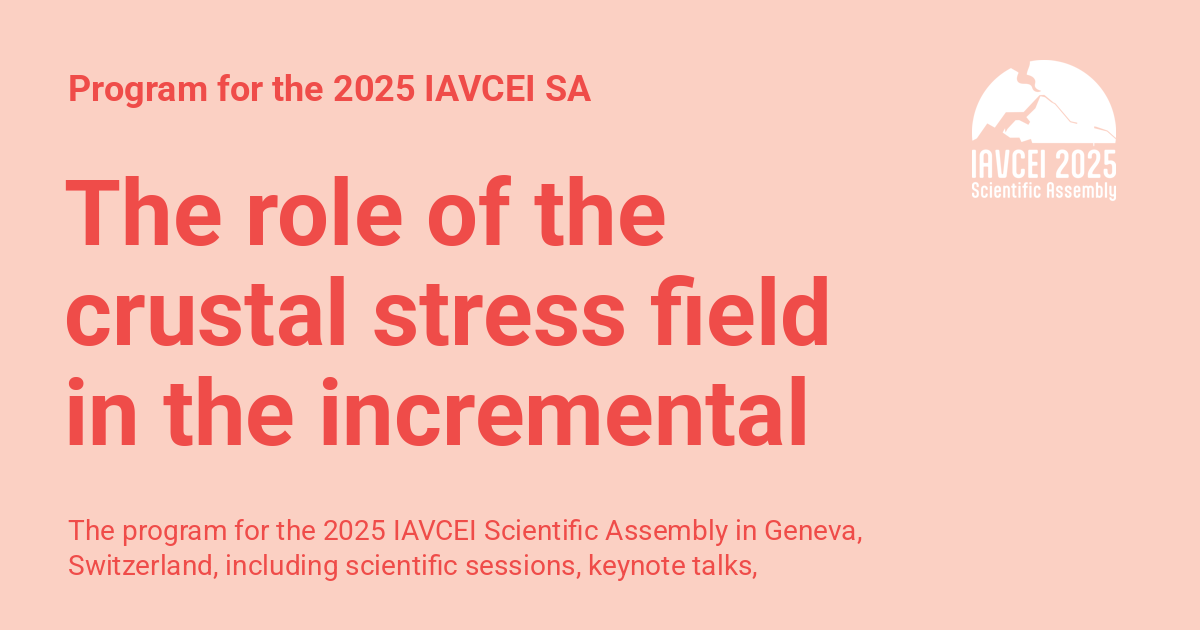 Program for the 2025 IAVCEI SA
IAVCEI 2025
Scientific Assembly
The role of the
crustal stress field
in the incremental
The program for the 2025 IAVCEI Scientific Assembly in Geneva,
Switzerland, including scientific sessions, keynote talks,